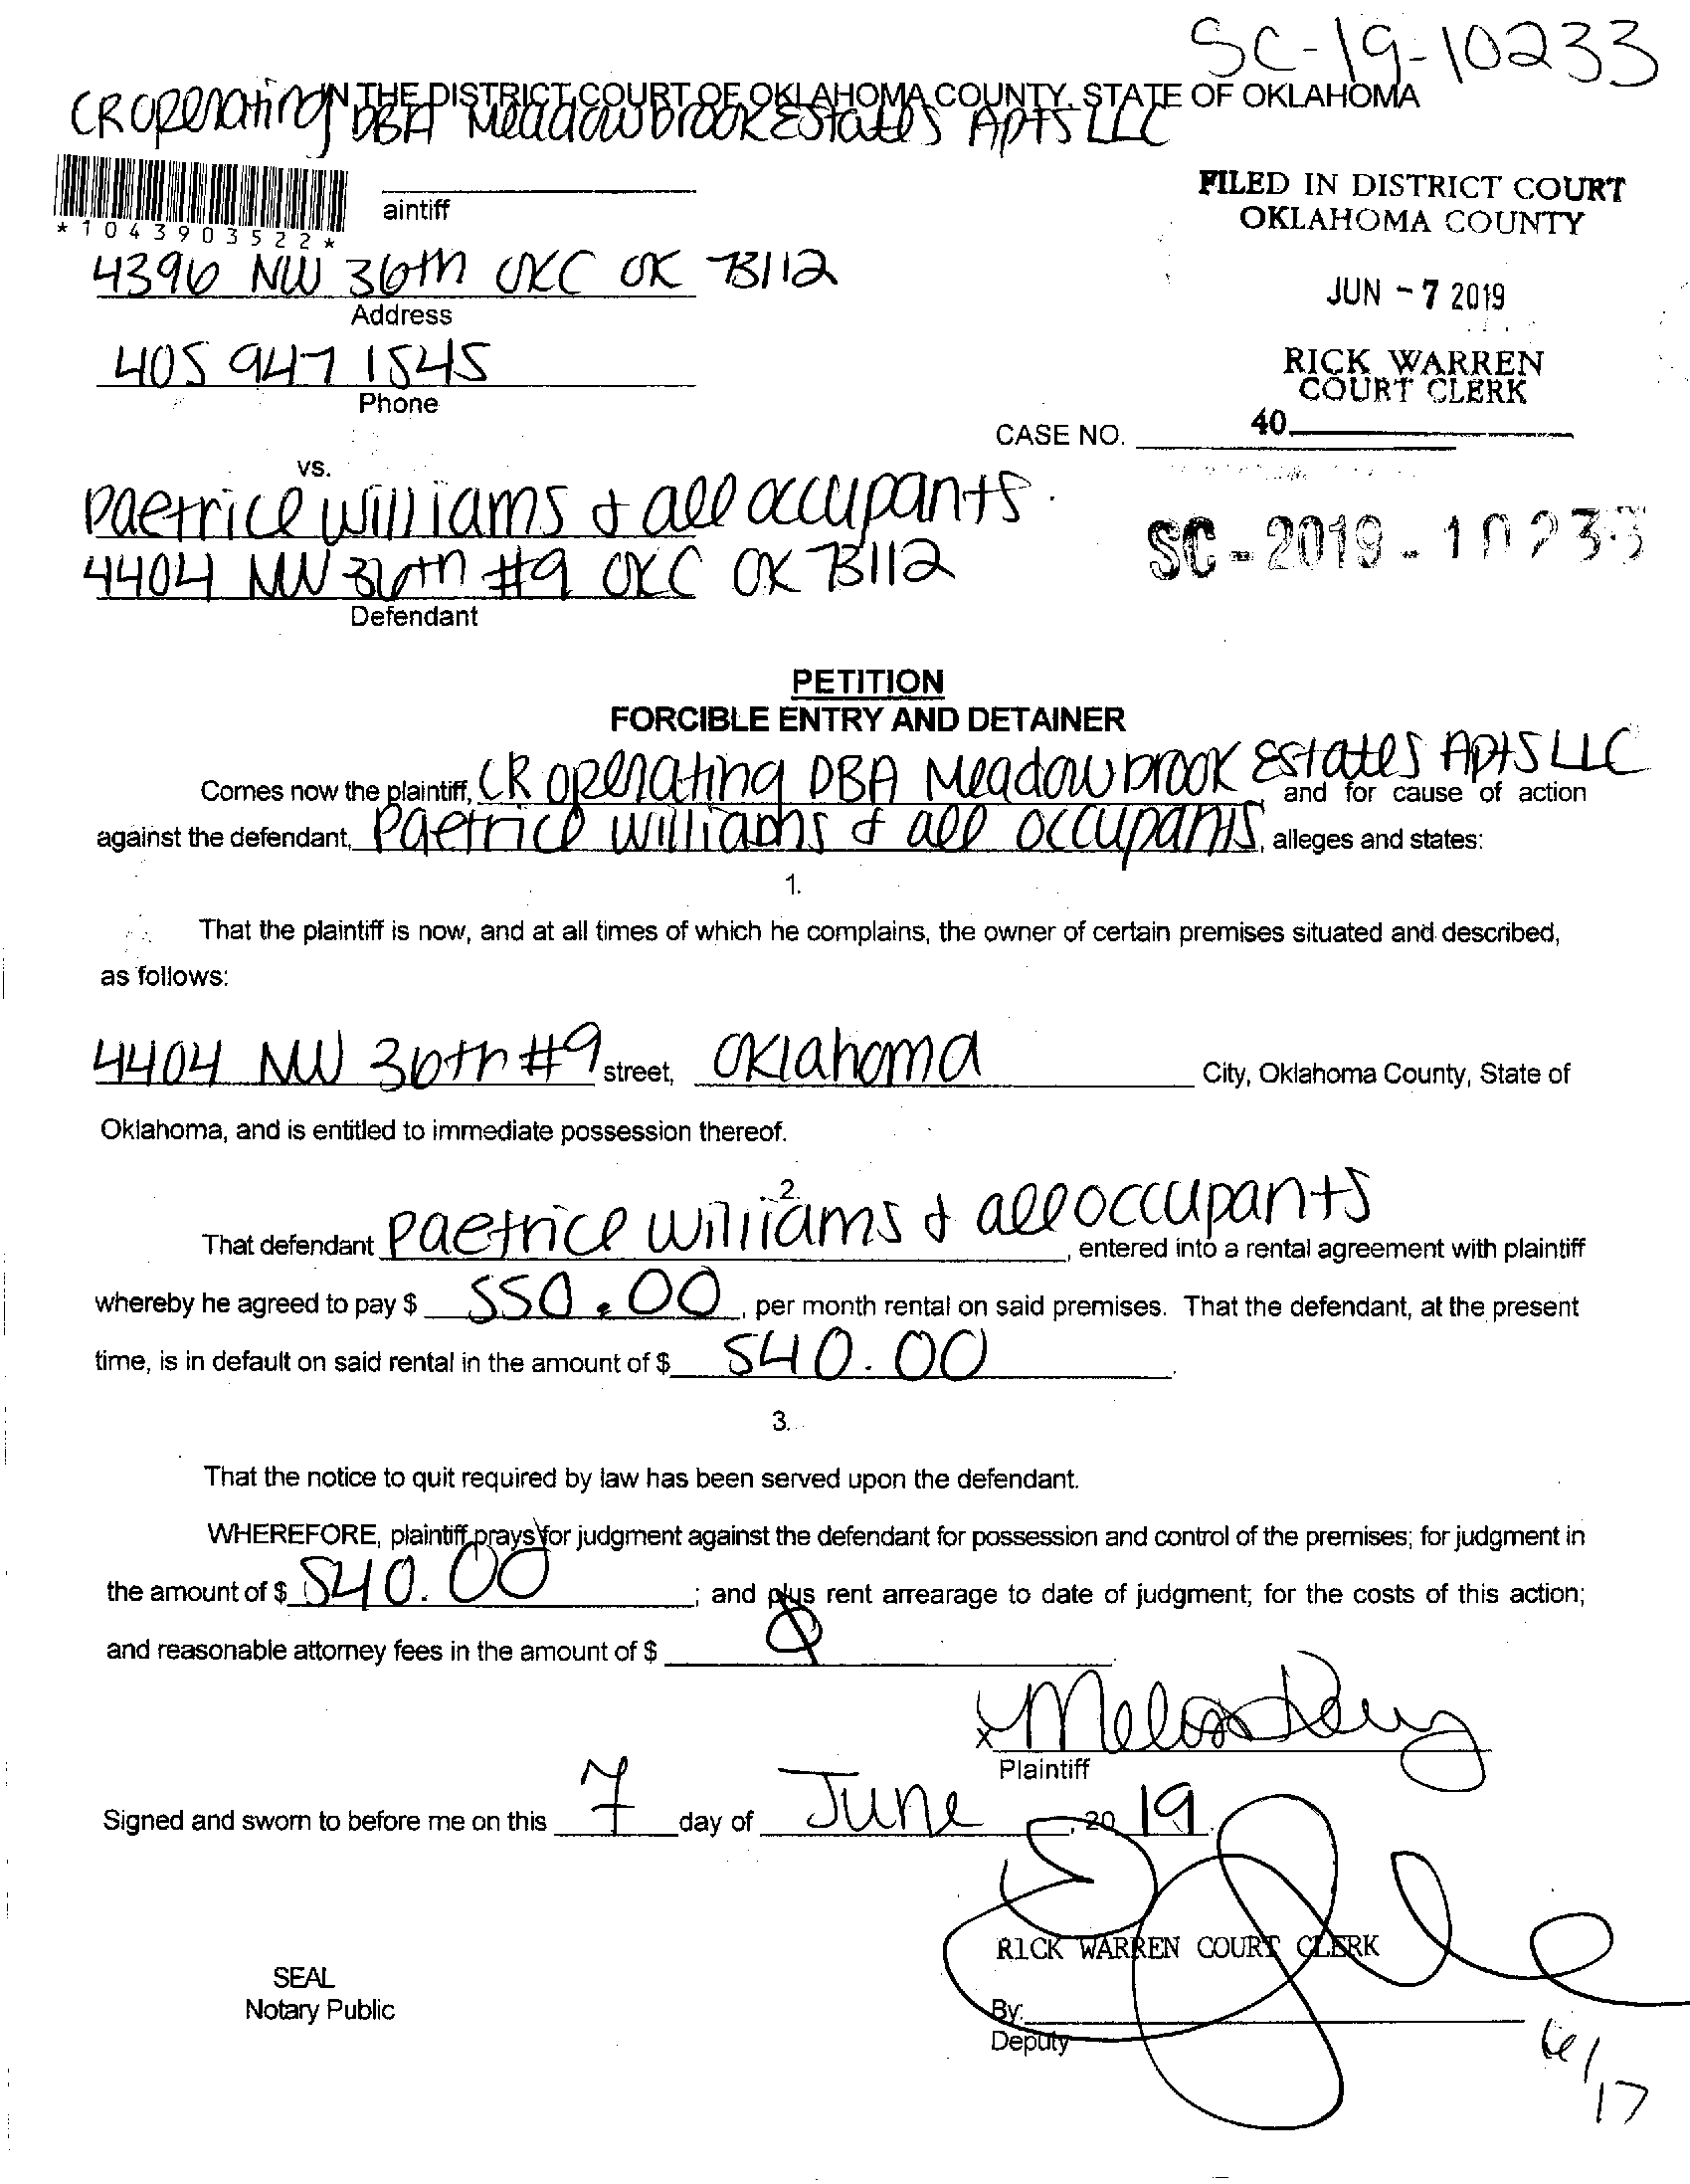 SC-19-10233
IN THE DISTRICT COURT OF OKLAHOMA COUNTY, STATE OF OKLAHOMA
CR Operating DBA Meadowbrook Estates Apts LLC
FILED IN DISTRICT COURT
OKLAHOMA COUNTY
aintiff
*1043903522*
4396 NW 36th OKC OK 73112
Address
JUN - 7 2019
405 947 1545
Phone
RICK WARREN
COURT CLERK
40
CASE NO.
vs.
Paetrice Williams & all occupants
SC - 2019 - 10233
4404 NW 36th #9 OKC OK 73112
Defendant
PETITION
FORCIBLE ENTRY AND DETAINER
Comes now the plaintiff, CR Operating DBA Meadowbrook Estates Apts LLC and for cause of action
against the defendant, Paetrice Williams & all occupants, alleges and states:
1.
That the plaintiff is now, and at all times of which he complains, the owner of certain premises situated and described,
as follows:
4404 NW 36th #9 street, Oklahoma City, Oklahoma County, State of
Oklahoma, and is entitled to immediate possession thereof.
2.
That defendant Paetrice Williams & all occupants, entered into a rental agreement with plaintiff
whereby he agreed to pay $ 550.00, per month rental on said premises. That the defendant, at the present
time, is in default on said rental in the amount of $ 540.00.
3.
That the notice to quit required by law has been served upon the defendant.
WHEREFORE, plaintiff prays for judgment against the defendant for possession and control of the premises; for judgment in
the amount of $ 540.00; and plus rent arrearage to date of judgment; for the costs of this action;
and reasonable attorney fees in the amount of $
x
Plaintiff
Signed and sworn to before me on this 7 day of June, 20 19.
RICK WARREN COURT CLERK
SEAL
Notary Public
By:
Deputy
6/17